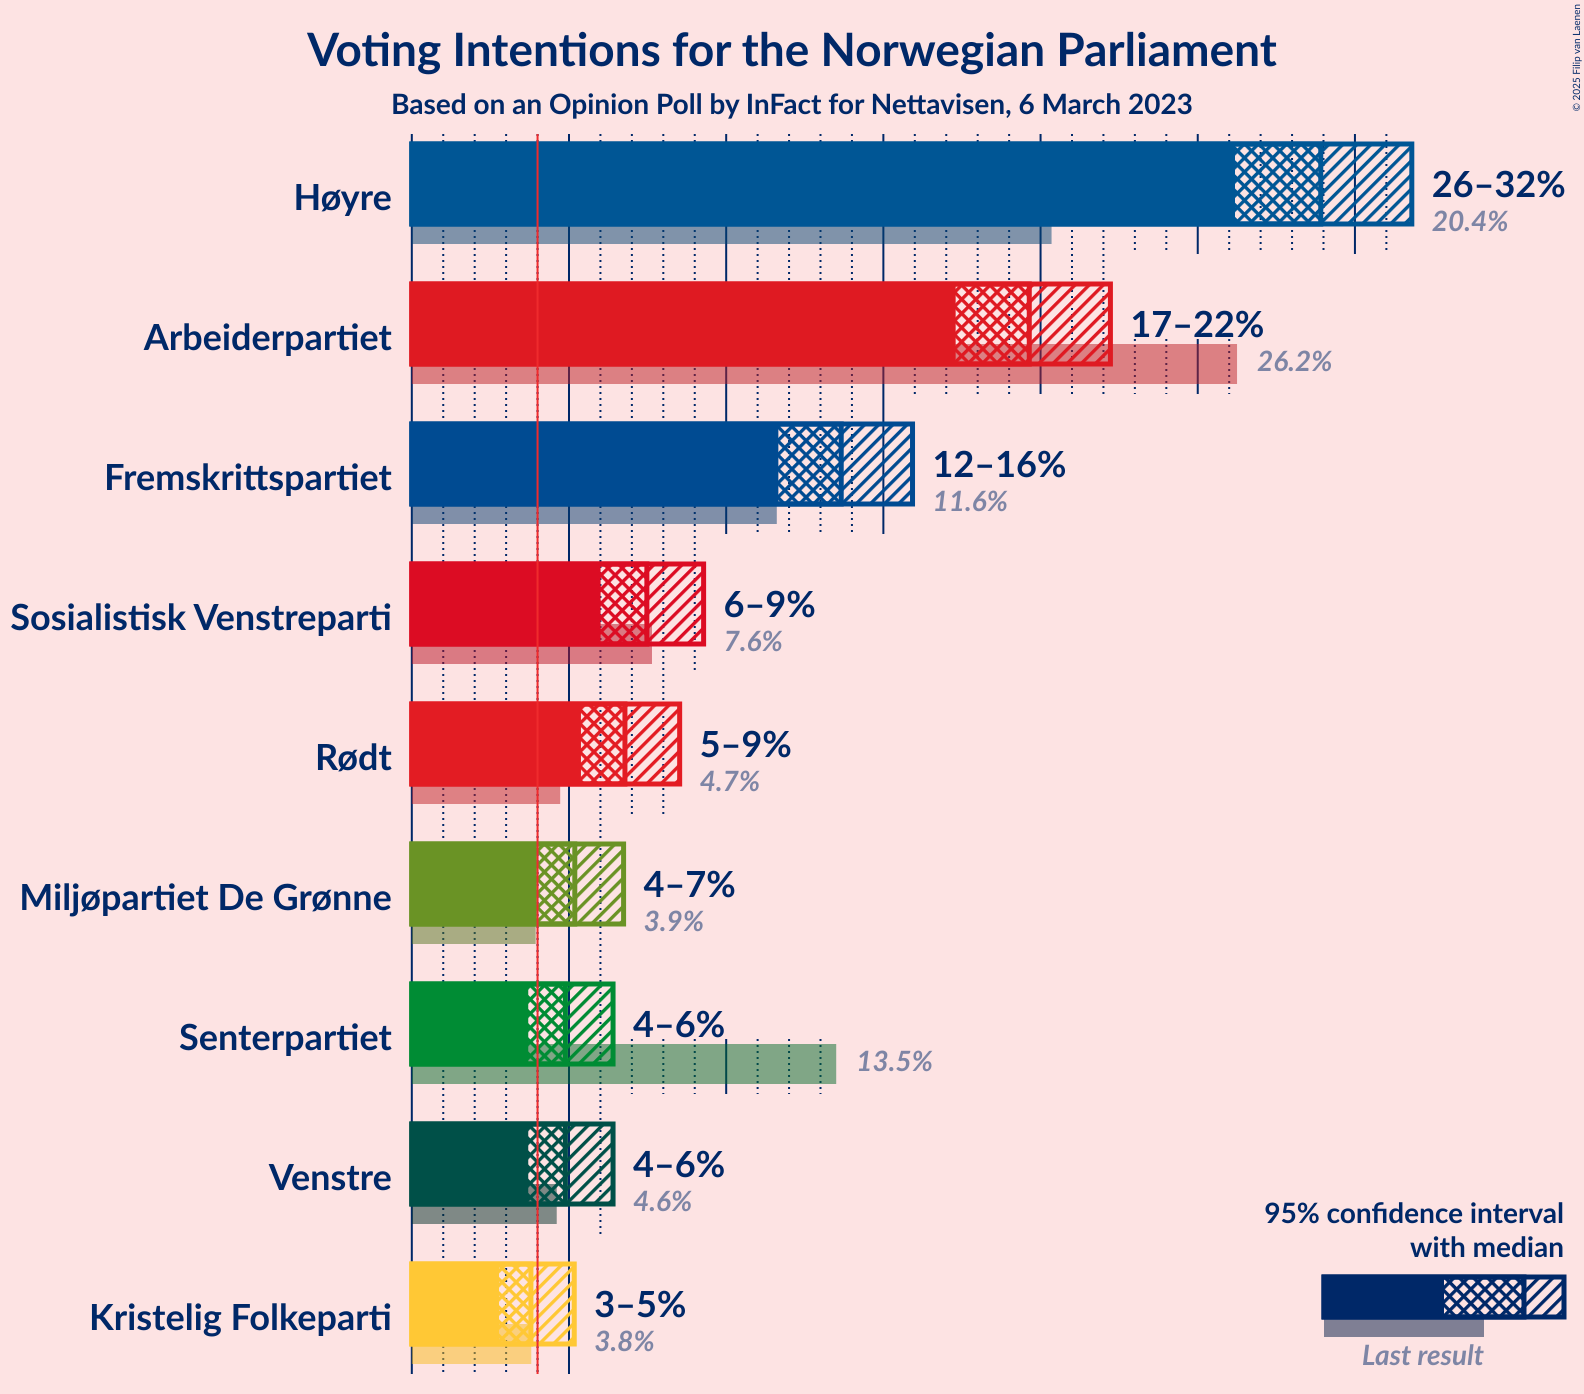 Voting Intentions for the Norwegian Parliament
Based on an Opinion Poll by InFact for Nettavisen, 6 March 2023
© 2025 Filip van Laenen
Høyre
26–32%
20.4%
Arbeiderpartiet
17–22%
26.2%
Fremskrittspartiet
12–16%
11.6%
Sosialistisk Venstreparti
6–9%
7.6%
Rødt
5–9%
4.7%
Miljøpartiet De Grønne
4–7%
3.9%
Senterpartiet
4–6%
13.5%
Venstre
4–6%
4.6%
Kristelig Folkeparti
3–5%
3.8%
95% confidence interval
with median
Last result